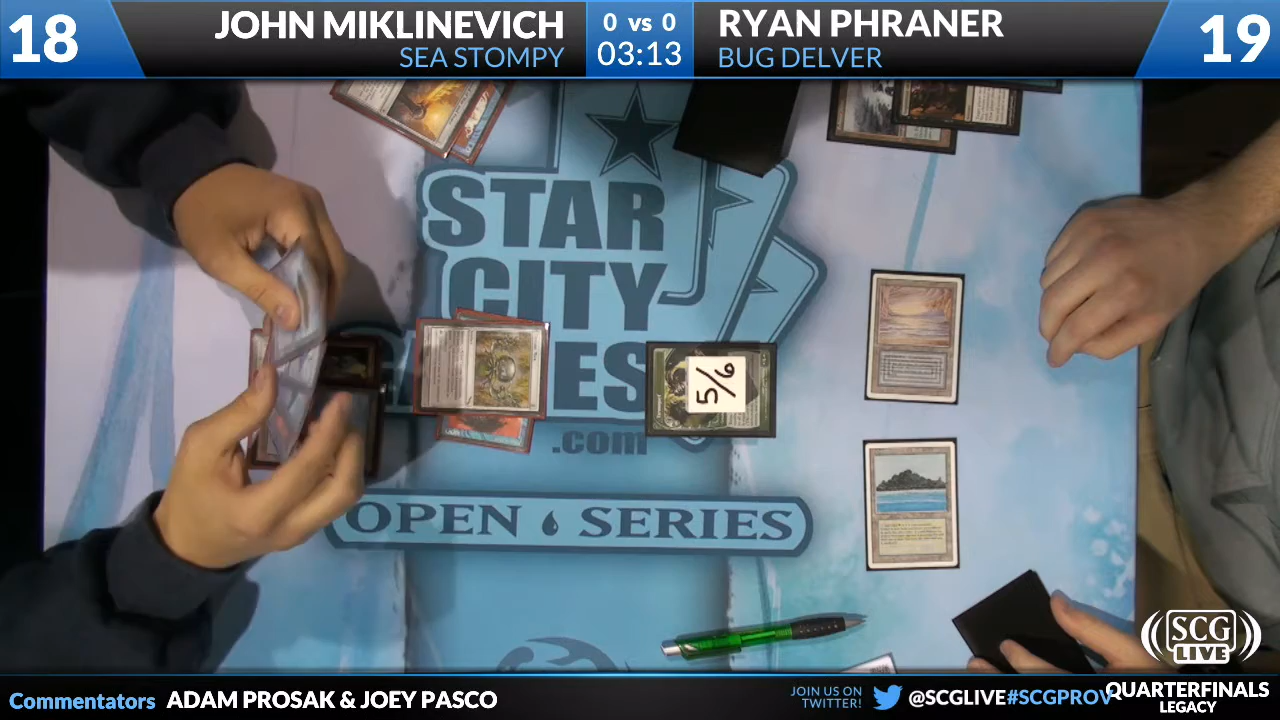 18
JOHN MIKLINEVICH
SEA STOMPY
0 vs 0
03:13
RYAN PHRANER
BUG DELVER
19
STAR
CITY
GAMES
.com
OPEN SERIES
5/6
SCG
LIVE
Commentators ADAM PROSAK & JOEY PASCO
JOIN US ON
TWITTER!
@SCGLIVE#SCGPROV
QUARTERFINALS
LEGACY